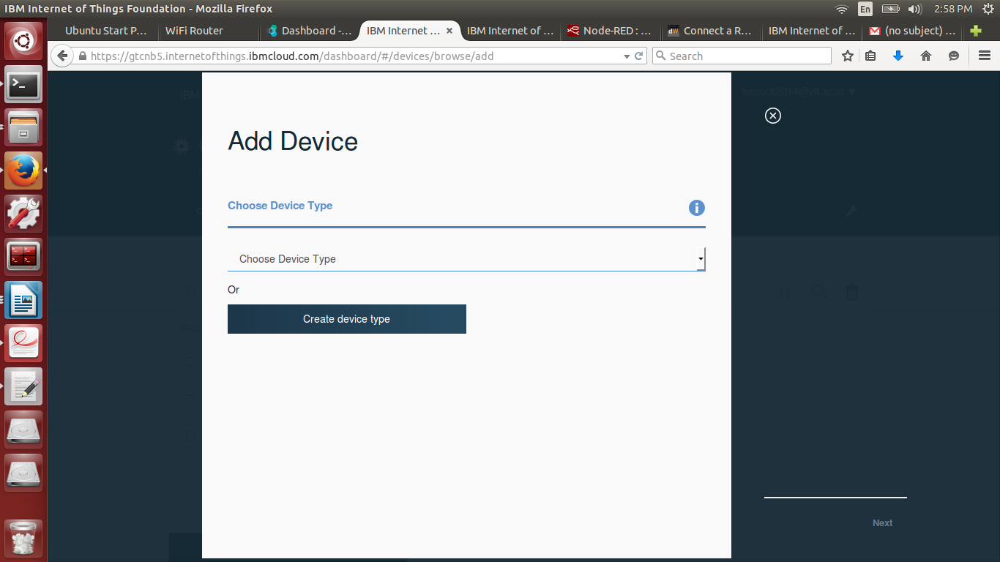 IBM Internet of Things Foundation - Mozilla Firefox
En
2:58 PM
Ubuntu Start P...
WiFi Router
Dashboard -...
IBM Internet ...
IBM Internet of ...
Node-RED : ...
Connect a R...
IBM Internet of ...
(no subject) ...
https://gtcnb5.internetofthings.ibmcloud.com/dashboard/#/devices/browse/add
Search
IBM
Add Device
Choose Device Type
Choose Device Type
Or
Create device type
Next